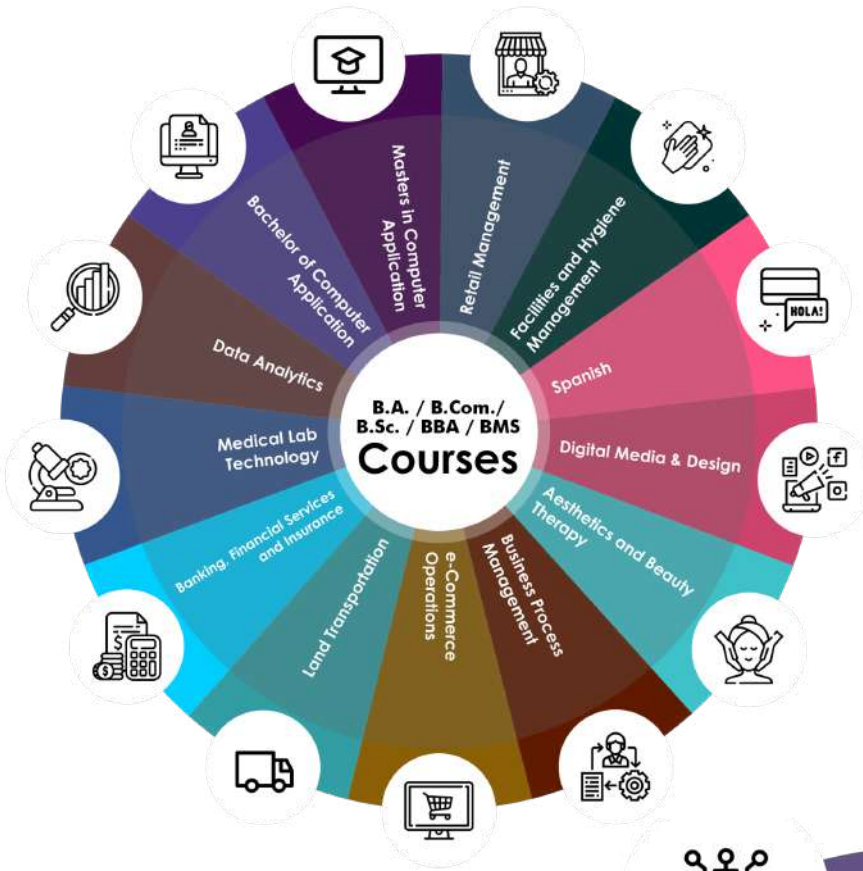 B.A. / B.Com./
B.Sc. / BBA / BMS
Courses
Retail Management
Facilities and Hygiene
Management
HOLA!
Spanish
Digital Media & Design
Aesthetics and Beauty
Therapy
Business Process
Management
e-Commerce
Operations
Land Transportation
Banking, Financial Services
and Insurance
Medical Lab
Technology
Data Analytics
Bachelor of Computer
Application
Masters in Computer
Application